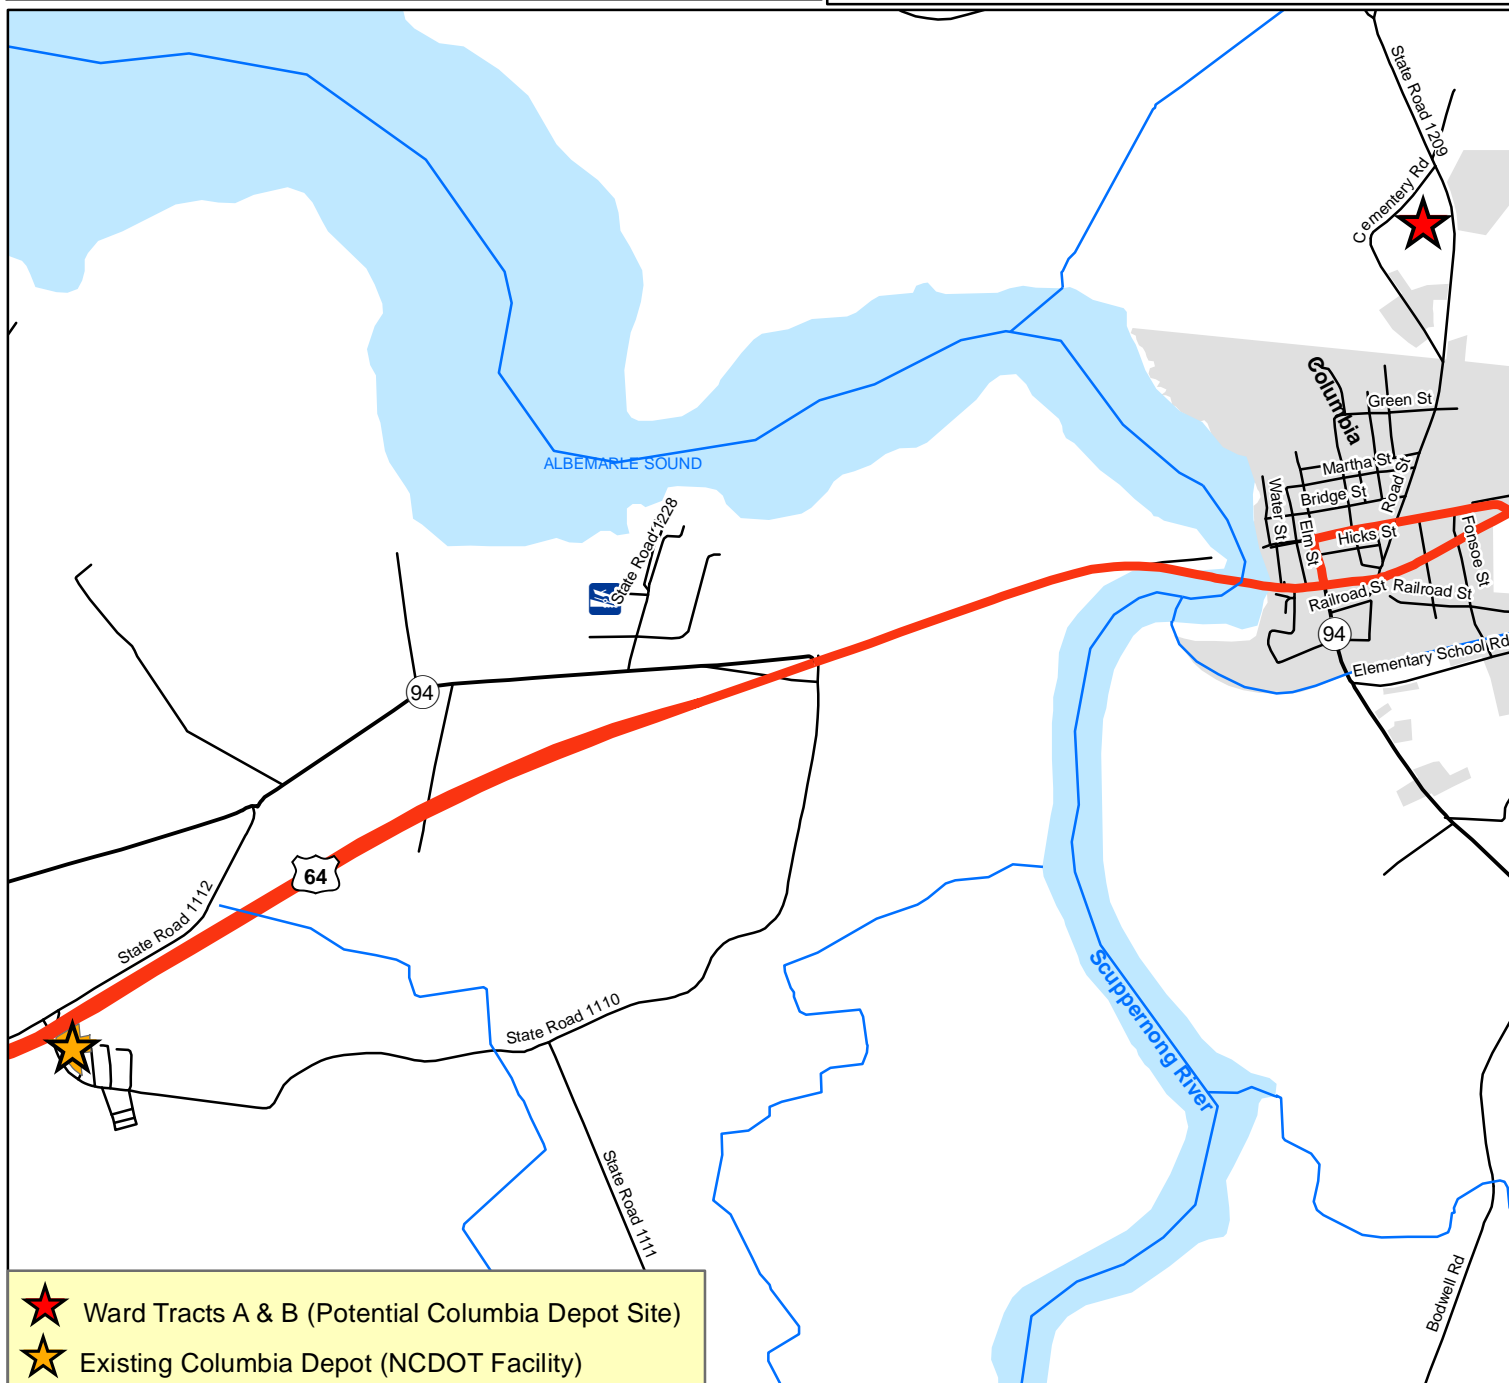 State Road 1209
Cementery Rd
Columbia
Green St
Martha St
Bridge St
Road St
Water St
Elm St
Hicks St
Fonsoe St
Railroad St
Railroad St
94
Elementary School Rd
ALBEMARLE SOUND
State Road 1228
94
64
State Road 1112
State Road 1110
State Road 1111
Scuppernong River
Bodwell Rd
Ward Tracts A & B (Potential Columbia Depot Site)
Existing Columbia Depot (NCDOT Facility)